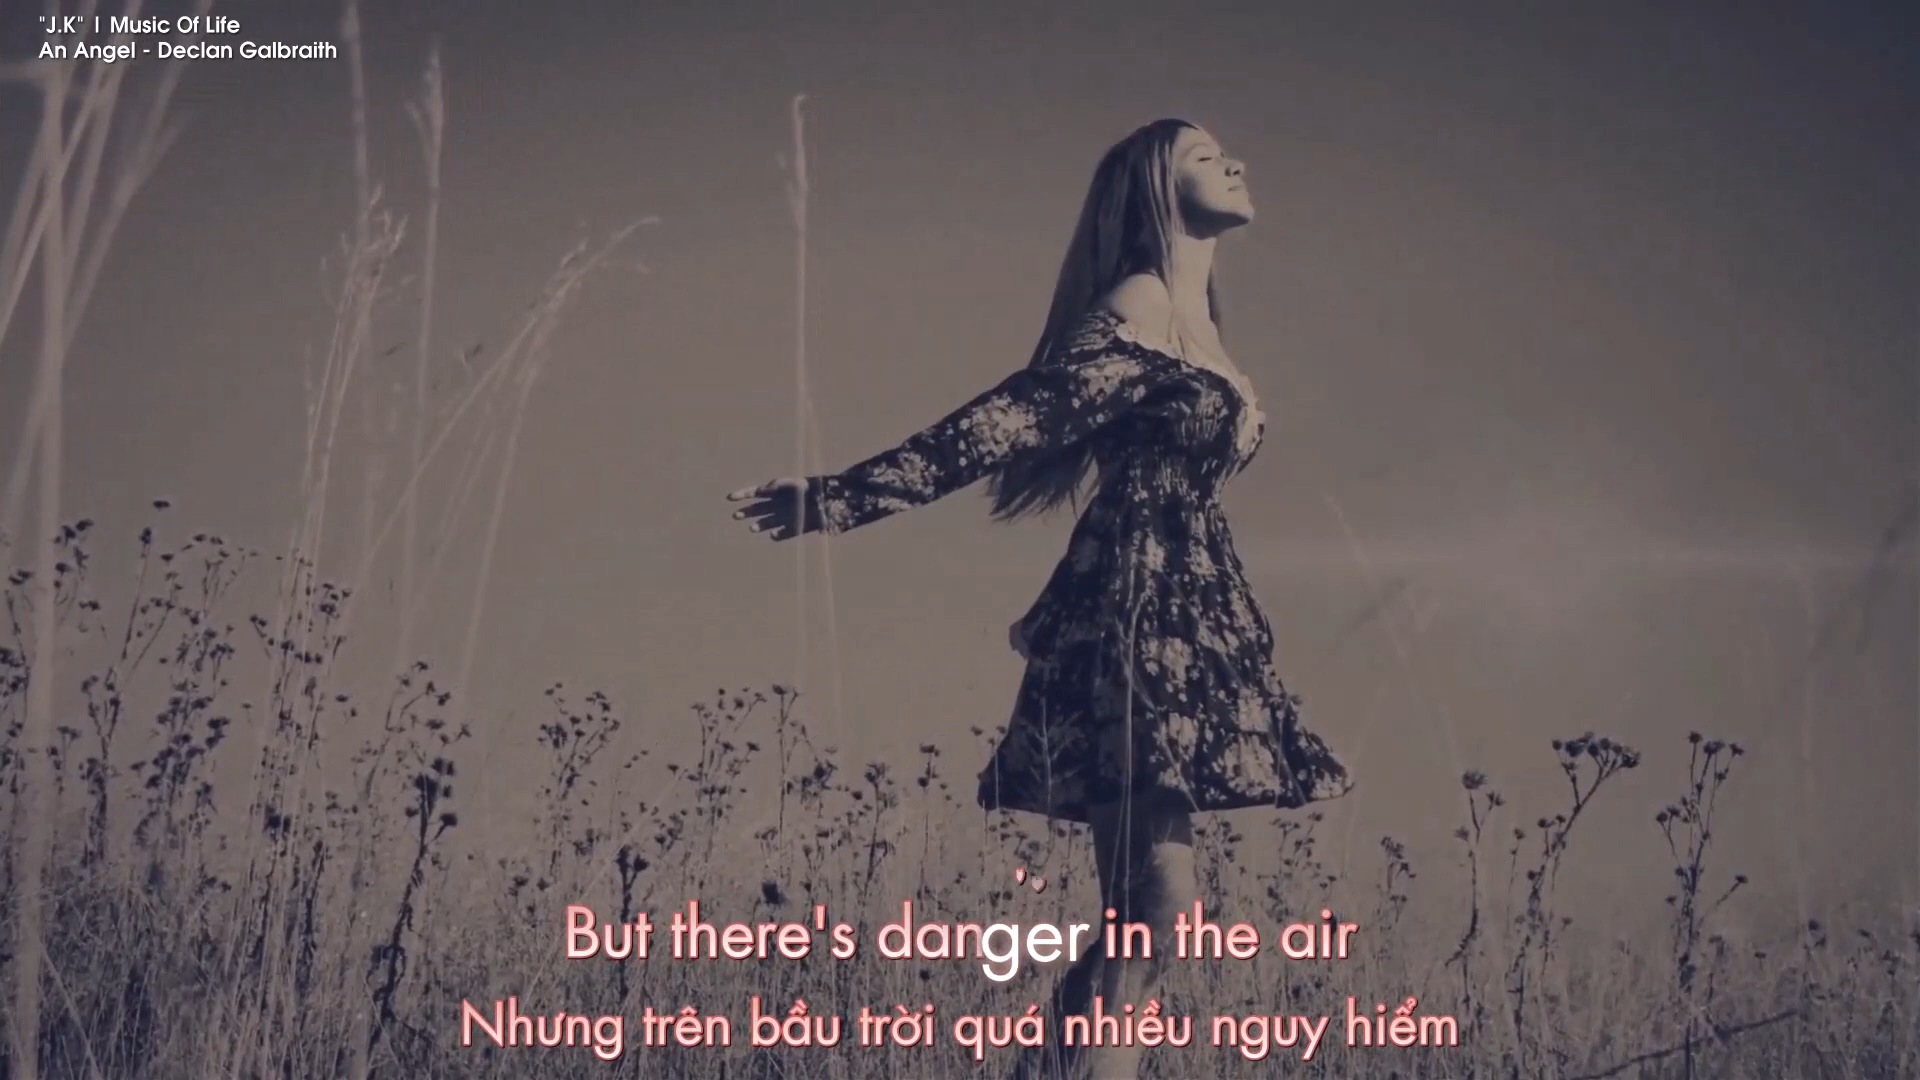 "J.K" | Music Of Life
An Angel - Declan Galbraith
But there's danger in the air
Nhưng trên bầu trời quá nhiều nguy hiểm